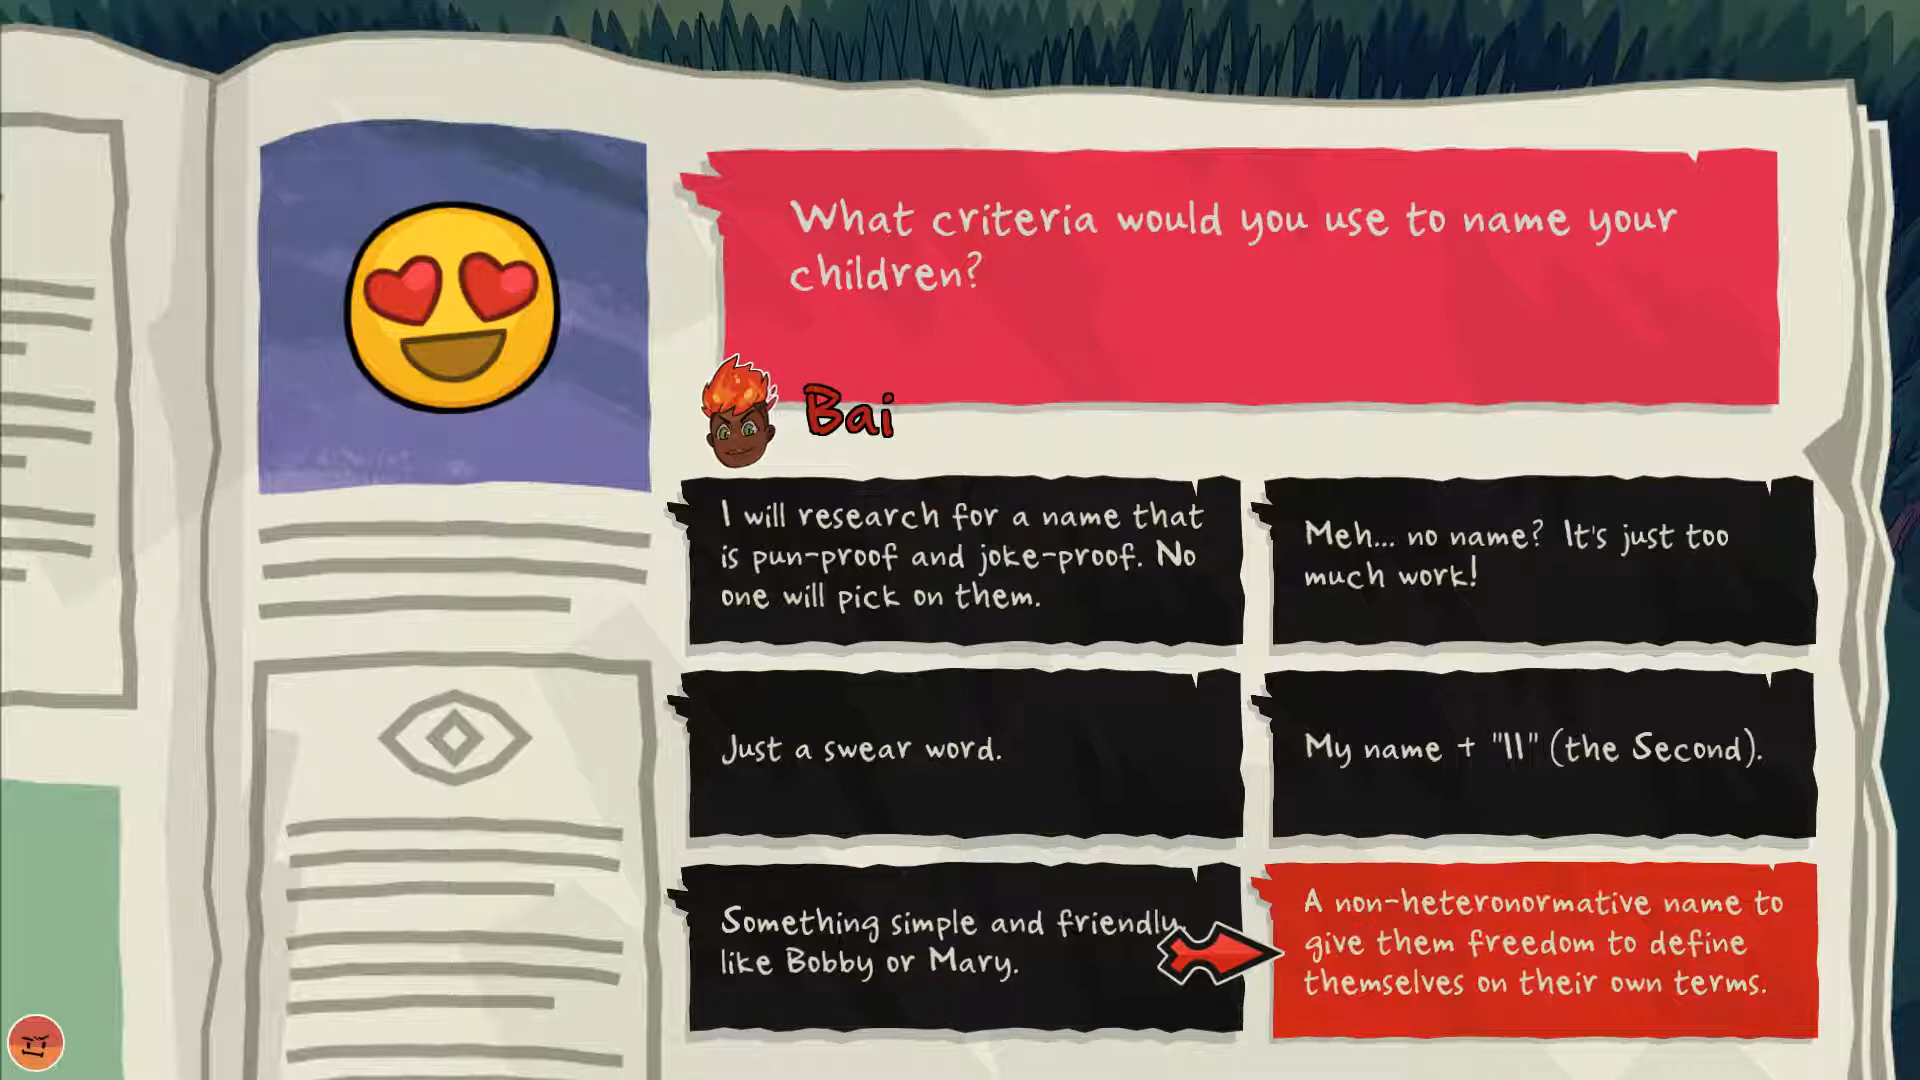 What criteria would you use to name your
children?
Bai
I will research for a name that
is pun-proof and joke-proof. No
one will pick on them.
Meh... no name? It's just too
much work!
Just a swear word.
My name + "II" (the Second).
Something simple and friendly,
like Bobby or Mary.
A non-heteronormative name to
give them freedom to define
themselves on their own terms.